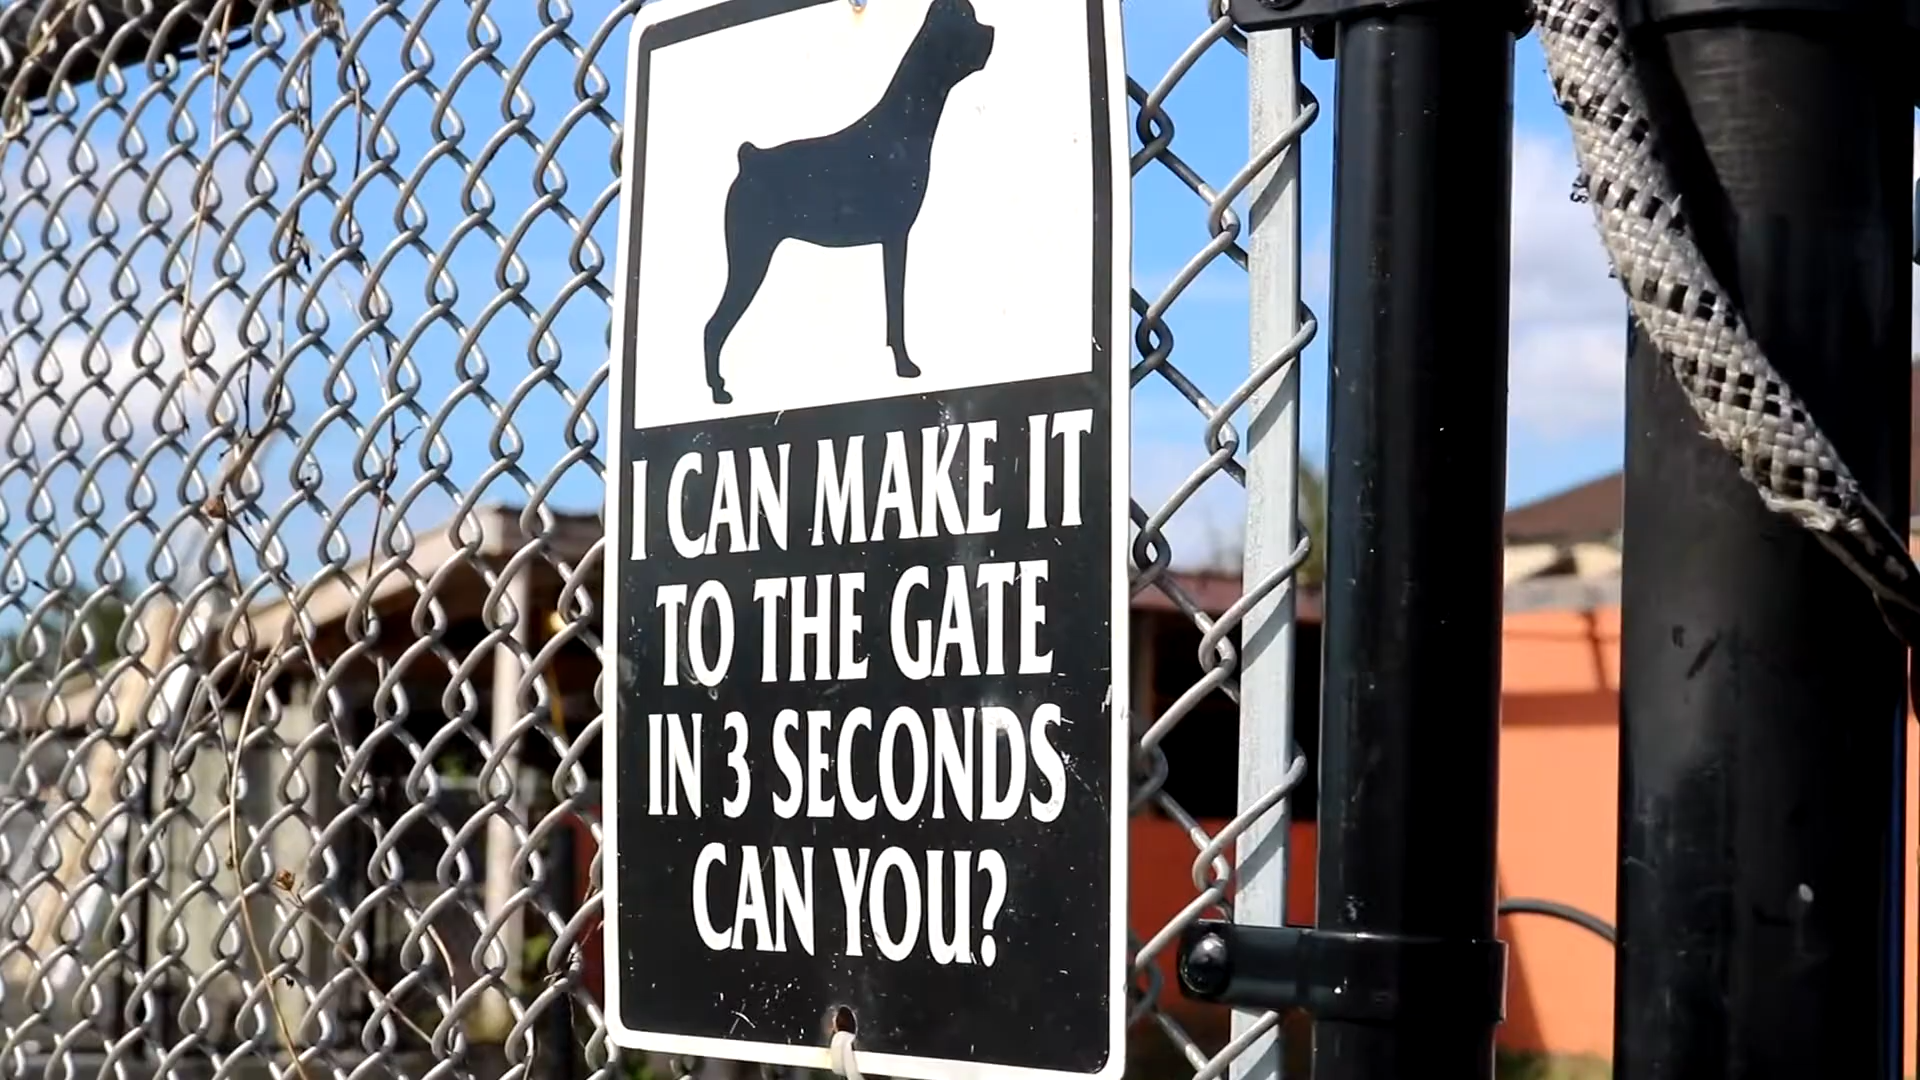 I CAN MAKE IT
TO THE GATE
IN 3 SECONDS
CAN YOU?